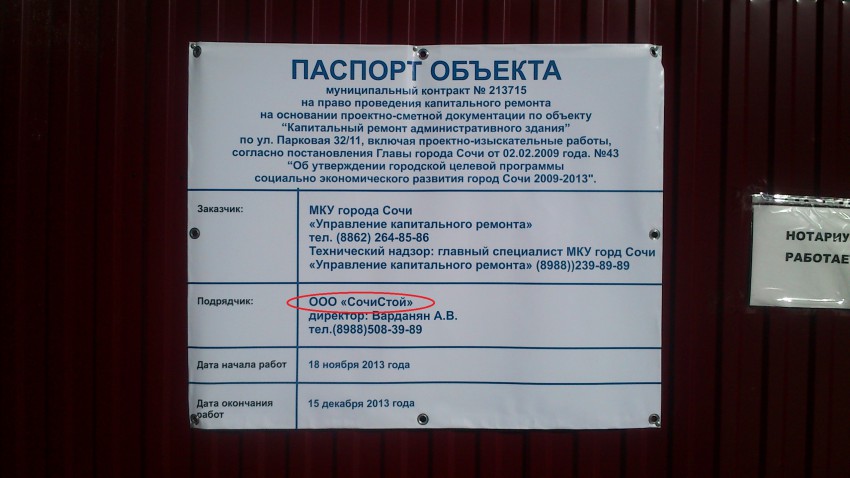 ПАСПОРТ ОБЪЕКТА
муниципальный контракт № 213715
на право проведения капитального ремонта
на основании проектно-сметной документации по объекту
“Капитальный ремонт административного здания”
по ул. Парковая 32/11, включая проектно-изыскательные работы,
согласно постановления Главы города Сочи от 02.02.2009 года. №43
“Об утверждении городской целевой программы
социально экономического развития город Сочи 2009-2013".
Заказчик:
МКУ города Сочи
«Управление капитального ремонта»
тел. (8862) 264-85-86
Технический надзор: главный специалист МКУ горд Сочи
«Управление капитального ремонта» (8988))239-89-89
Подрядчик:
ООО «СочиСтой»
директор: Варданян А.В.
тел.(8988)508-39-89
Дата начала работ
18 ноября 2013 года
Дата окончания
работ
15 декабря 2013 года
НОТАРИУ
РАБОТАЕ